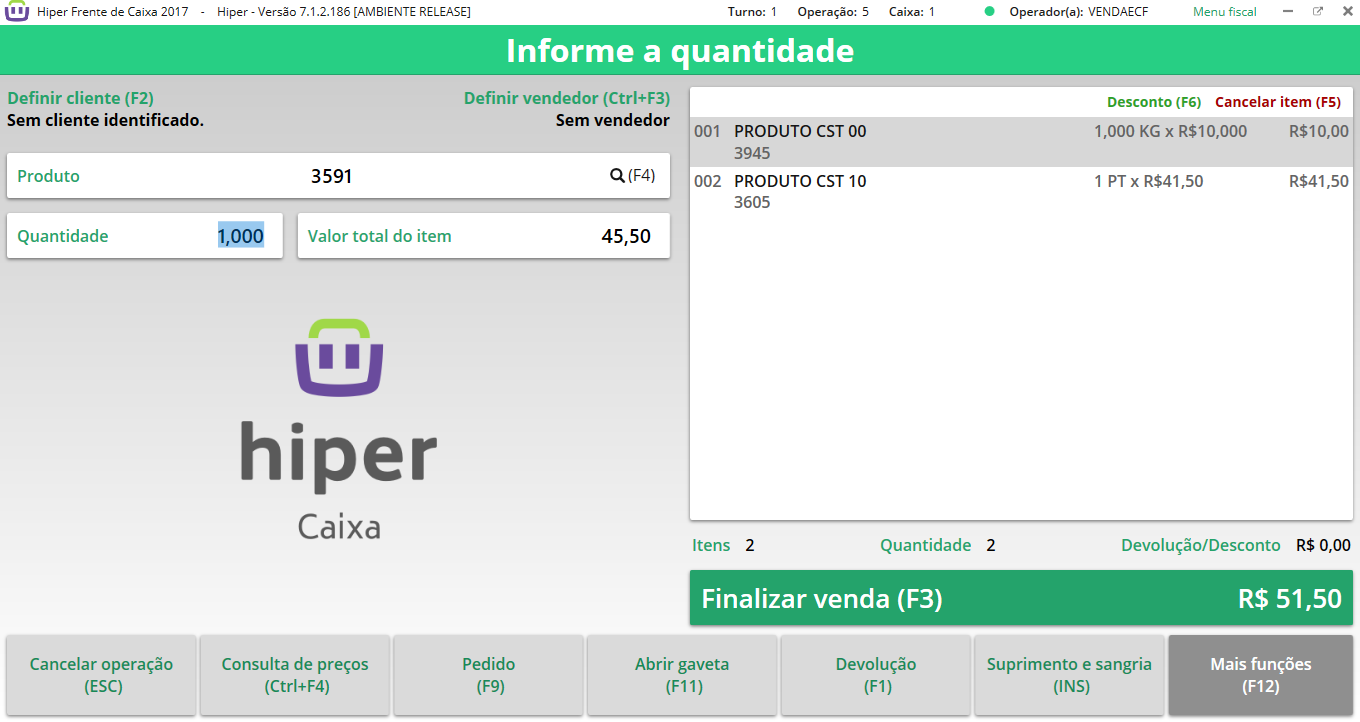 Hiper Frente de Caixa 2017 - Hiper - Versão 7.1.2.186 [AMBIENTE RELEASE] Turno: 1 Operação: 5 Caixa: 1 Operador(a): VENDAECF Menu fiscal
Informe a quantidade
Definir cliente (F2) Definir vendedor (Ctrl+F3)
Sem cliente identificado. Sem vendedor
Produto 3591 (F4)
Quantidade 1,000 Valor total do item 45,50
hiper
Caixa
Desconto (F6) Cancelar item (F5)
001 PRODUTO CST 00 1,000 KG x R$10,000 R$10,00
3945
002 PRODUTO CST 10 1 PT x R$41,50 R$41,50
3605
Itens 2 Quantidade 2 Devolução/Desconto R$ 0,00
Finalizar venda (F3) R$ 51,50
Cancelar operação
(ESC)
Consulta de preços
(Ctrl+F4)
Pedido
(F9)
Abrir gaveta
(F11)
Devolução
(F1)
Suprimento e sangria
(INS)
Mais funções
(F12)